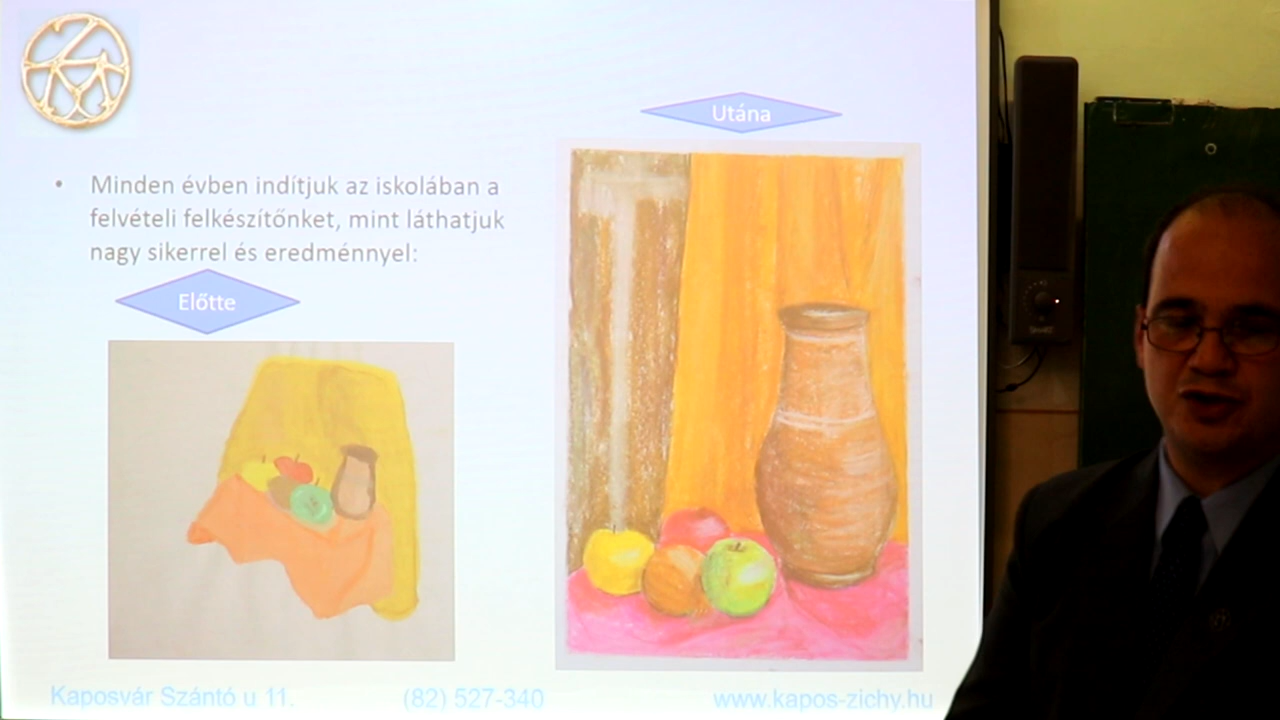 Utána
• Minden évben indítjuk az iskolában a
felvételi felkészítőnket, mint láthatjuk
nagy sikerrel és eredménnyel:
Előtte
Kaposvár Szántó u 11. (82) 527-340 www.kapos-zichy.hu